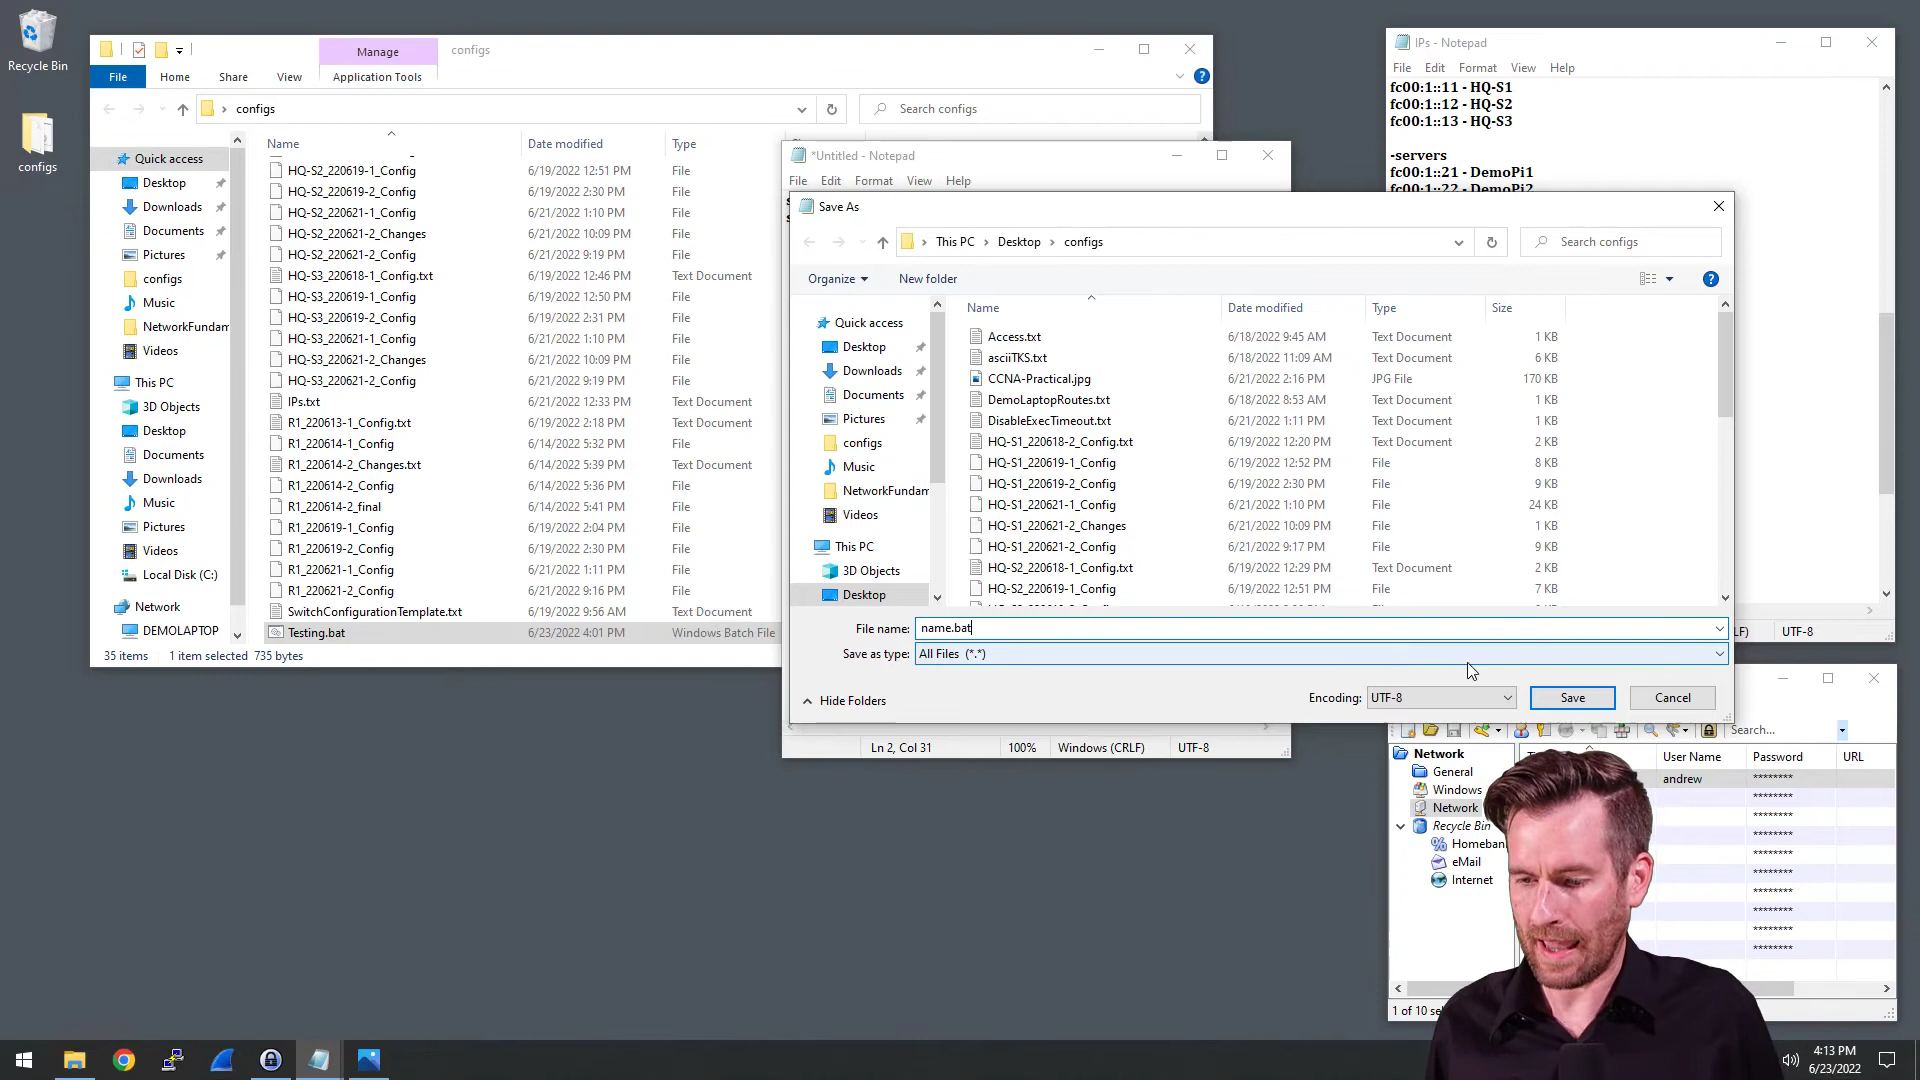 Recycle Bin
configs
Manage
configs
File
Home
Share
View
Application Tools
configs
Search configs
Name
Date modified
Type
Quick access
Desktop
Downloads
Documents
Pictures
configs
Music
NetworkFundam
Videos
This PC
3D Objects
Desktop
Documents
Downloads
Music
Pictures
Videos
Local Disk (C:)
Network
DEMOLAPTOP
HQ-S2_220619-1_Config 6/19/2022 12:51 PM File
HQ-S2_220619-2_Config 6/19/2022 2:30 PM File
HQ-S2_220621-1_Config 6/21/2022 1:10 PM File
HQ-S2_220621-2_Changes 6/21/2022 10:09 PM File
HQ-S2_220621-2_Config 6/21/2022 9:19 PM File
HQ-S3_220618-1_Config.txt 6/19/2022 12:46 PM Text Document
HQ-S3_220619-1_Config 6/19/2022 12:50 PM File
HQ-S3_220619-2_Config 6/19/2022 2:31 PM File
HQ-S3_220621-1_Config 6/21/2022 1:10 PM File
HQ-S3_220621-2_Changes 6/21/2022 10:09 PM File
HQ-S3_220621-2_Config 6/21/2022 9:19 PM File
IPs.txt 6/21/2022 12:33 PM Text Document
R1_220613-1_Config.txt 6/19/2022 2:18 PM Text Document
R1_220614-1_Config 6/14/2022 5:32 PM File
R1_220614-2_Changes.txt 6/14/2022 5:39 PM Text Document
R1_220614-2_Config 6/14/2022 5:36 PM File
R1_220614-2_final 6/14/2022 5:41 PM File
R1_220619-1_Config 6/19/2022 2:04 PM File
R1_220619-2_Config 6/19/2022 2:30 PM File
R1_220621-1_Config 6/21/2022 1:11 PM File
R1_220621-2_Config 6/21/2022 9:16 PM File
SwitchConfigurationTemplate.txt 6/19/2022 9:56 AM Text Document
Testing.bat 6/23/2022 4:01 PM Windows Batch File
35 items 1 item selected 735 bytes
*Untitled - Notepad
File Edit Format View Help
Ln 2, Col 31 100% Windows (CRLF) UTF-8
IPs - Notepad
File Edit Format View Help
fc00:1::11 - HQ-S1
fc00:1::12 - HQ-S2
fc00:1::13 - HQ-S3
-servers
fc00:1::21 - DemoPi1
fc00:1::22 - DemoPi2
UTF-8
Save As
This PC
Desktop
configs
Search configs
Organize
New folder
Name
Date modified
Type
Size
Quick access
Desktop
Downloads
Documents
Pictures
configs
Music
NetworkFundam
Videos
This PC
3D Objects
Desktop
Access.txt 6/18/2022 9:45 AM Text Document 1 KB
asciiTKS.txt 6/18/2022 11:09 AM Text Document 6 KB
CCNA-Practical.jpg 6/21/2022 2:16 PM JPG File 170 KB
DemoLaptopRoutes.txt 6/18/2022 8:53 AM Text Document 1 KB
DisableExecTimeout.txt 6/21/2022 1:11 PM Text Document 1 KB
HQ-S1_220618-2_Config.txt 6/19/2022 12:20 PM Text Document 2 KB
HQ-S1_220619-1_Config 6/19/2022 12:52 PM File 8 KB
HQ-S1_220619-2_Config 6/19/2022 2:30 PM File 9 KB
HQ-S1_220621-1_Config 6/21/2022 1:10 PM File 24 KB
HQ-S1_220621-2_Changes 6/21/2022 10:09 PM File 1 KB
HQ-S1_220621-2_Config 6/21/2022 9:17 PM File 9 KB
HQ-S2_220618-1_Config.txt 6/19/2022 12:29 PM Text Document 2 KB
HQ-S2_220619-1_Config 6/19/2022 12:51 PM File 7 KB
File name: name.bat
Save as type: All Files (*.*)
Hide Folders
Encoding: UTF-8
Save
Cancel
Search...
Network
General
Windows
Network
Recycle Bin
Homeban
eMail
Internet
User Name
Password
URL
andrew
********
********
********
********
********
********
********
********
********
********
1 of 10 se
4:13 PM
6/23/2022